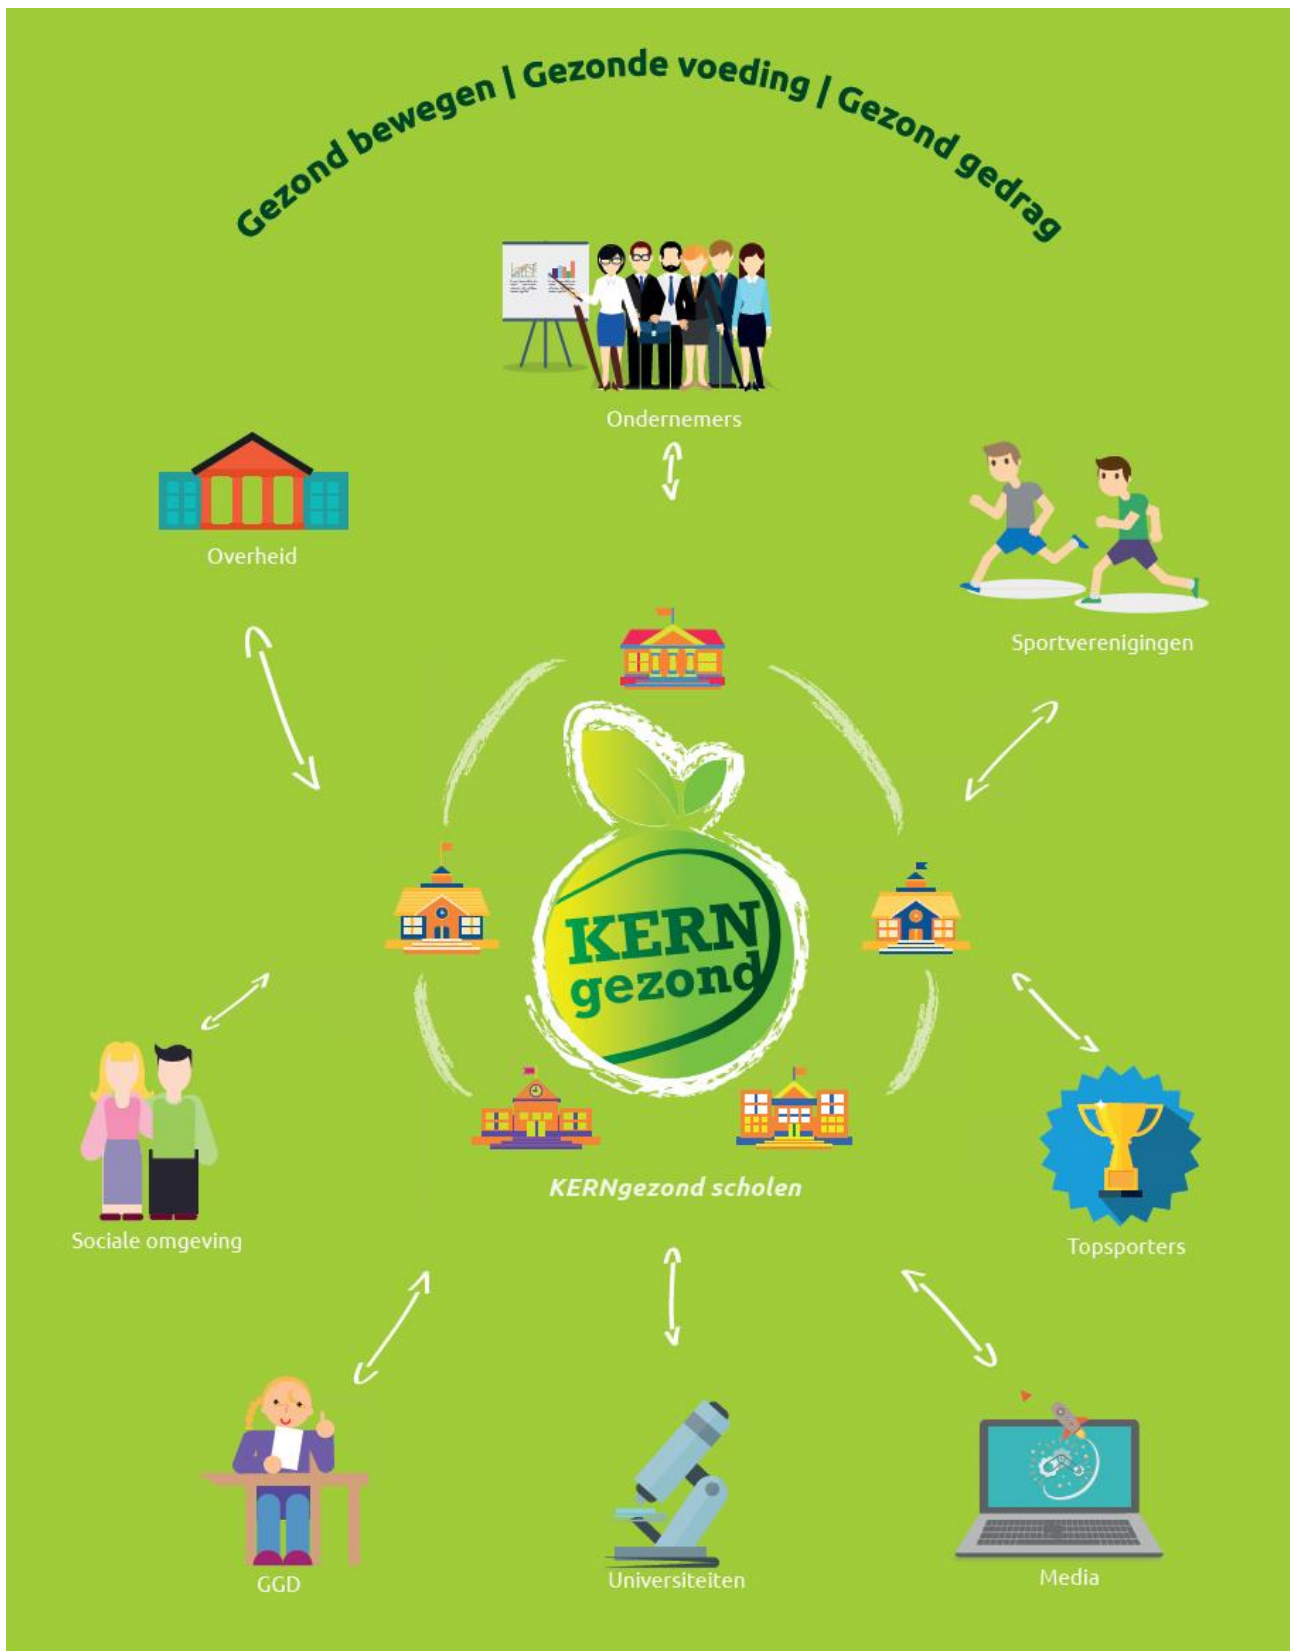 Gezond bewegen | Gezonde voeding | Gezond gedrag
Ondernemers
Overheid
Sportverenigingen
KERN
gezond
KERNgezond scholen
Sociale omgeving
Topsporters
GGD
Universiteiten
Media